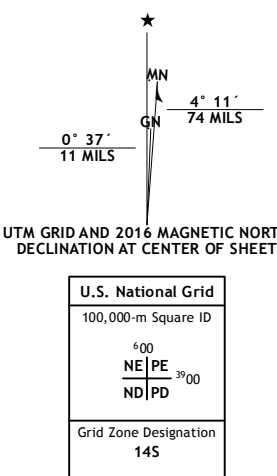 MN
4° 11´
74 MILS
GN
0° 37´
11 MILS
UTM GRID AND 2016 MAGNETIC NORT
DECLINATION AT CENTER OF SHEET
U.S. National Grid
100,000-m Square ID
600
NE PE
3900
ND PD
Grid Zone Designation
14S